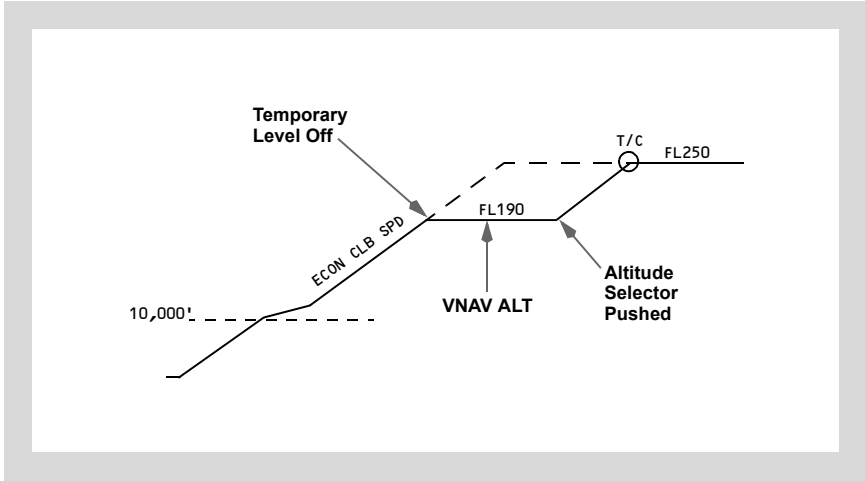 Temporary
Level Off
T/C
FL250
FL190
ECON CLB SPD
Altitude
Selector
Pushed
VNAV ALT
10,000'